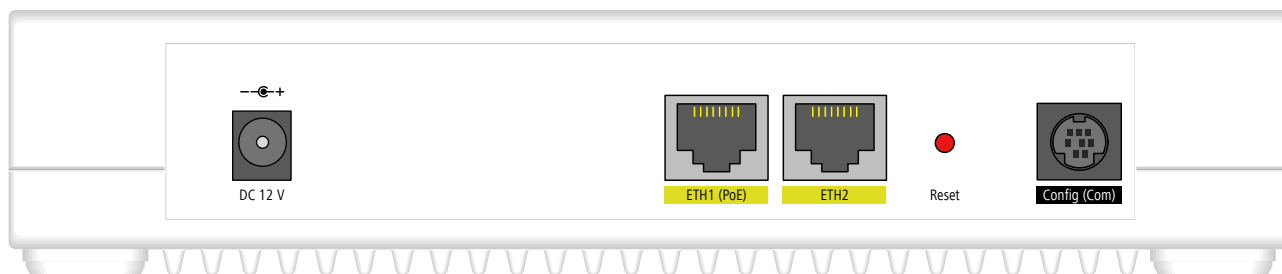 DC 12 V
ETH1 (PoE)
ETH2
Reset
Config (Com)